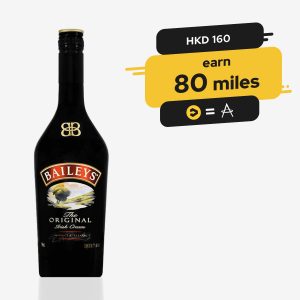 HKD 160
earn
80 miles
=
BAILEYS
The
ORIGINAL
Irish Cream